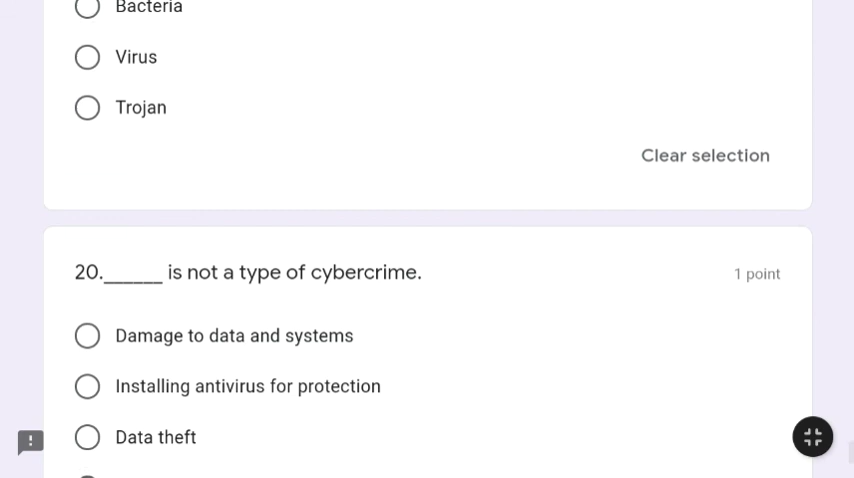 Bacteria
Virus
Trojan
Clear selection
20.______ is not a type of cybercrime.
1 point
Damage to data and systems
Installing antivirus for protection
Data theft
!